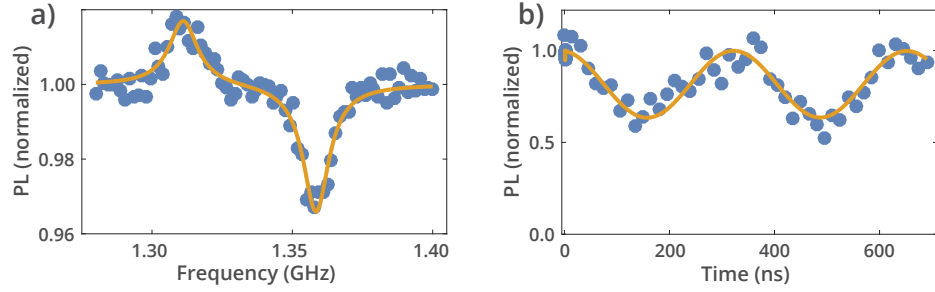 a)
PL (normalized)
1.00
0.98
0.96
1.30
1.35
1.40
Frequency (GHz)
b)
PL (normalized)
1.0
0.5
0.0
0
200
400
600
Time (ns)